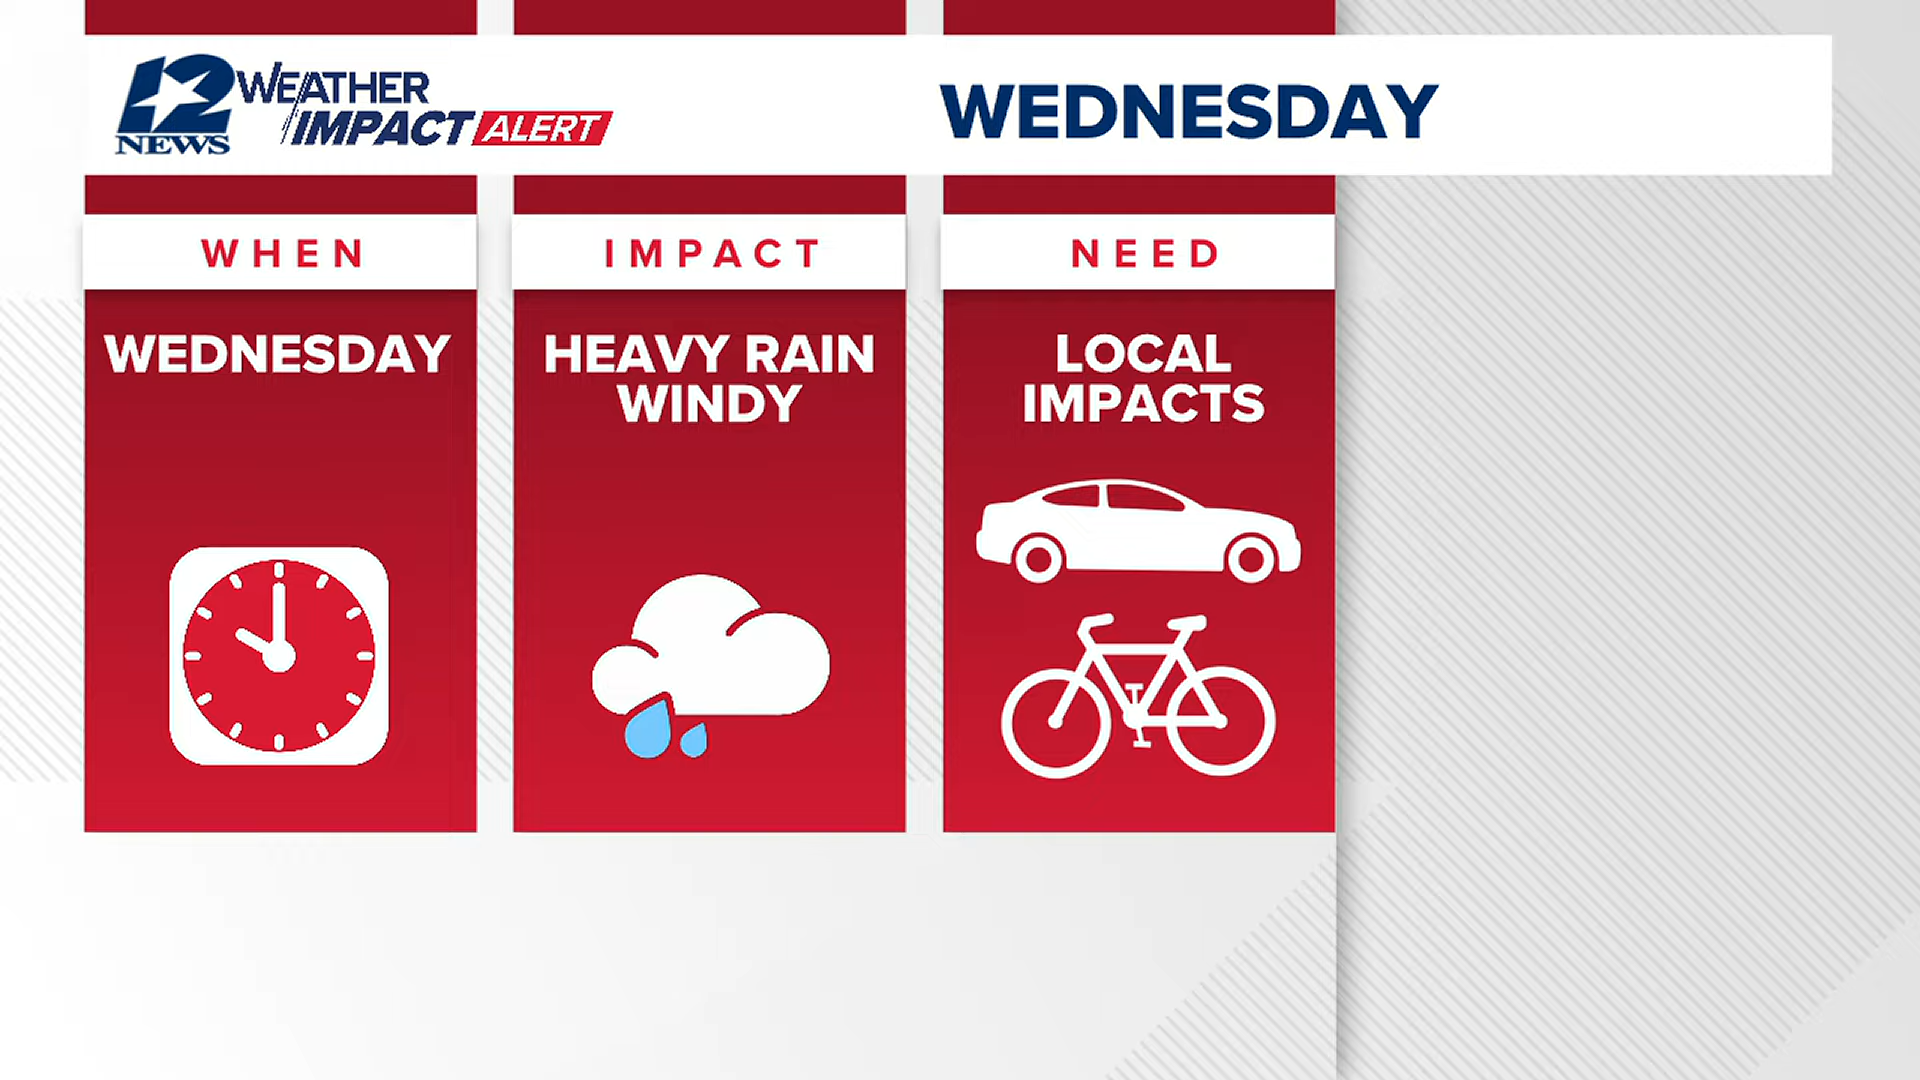 12
NEWS
WEATHER
IMPACT ALERT
WEDNESDAY
WHEN
WEDNESDAY
IMPACT
HEAVY RAIN
WINDY
NEED
LOCAL
IMPACTS